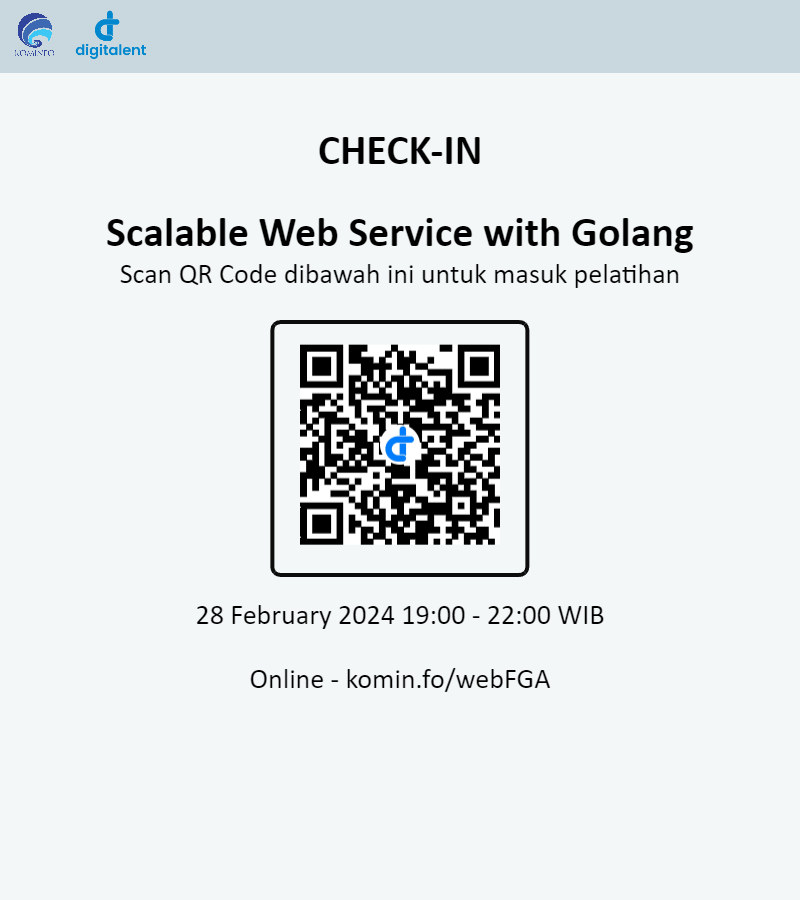 KOMINFO
digitalent
CHECK-IN
Scalable Web Service with Golang
Scan QR Code dibawah ini untuk masuk pelatihan
28 February 2024 19:00 - 22:00 WIB
Online - komin.fo/webFGA